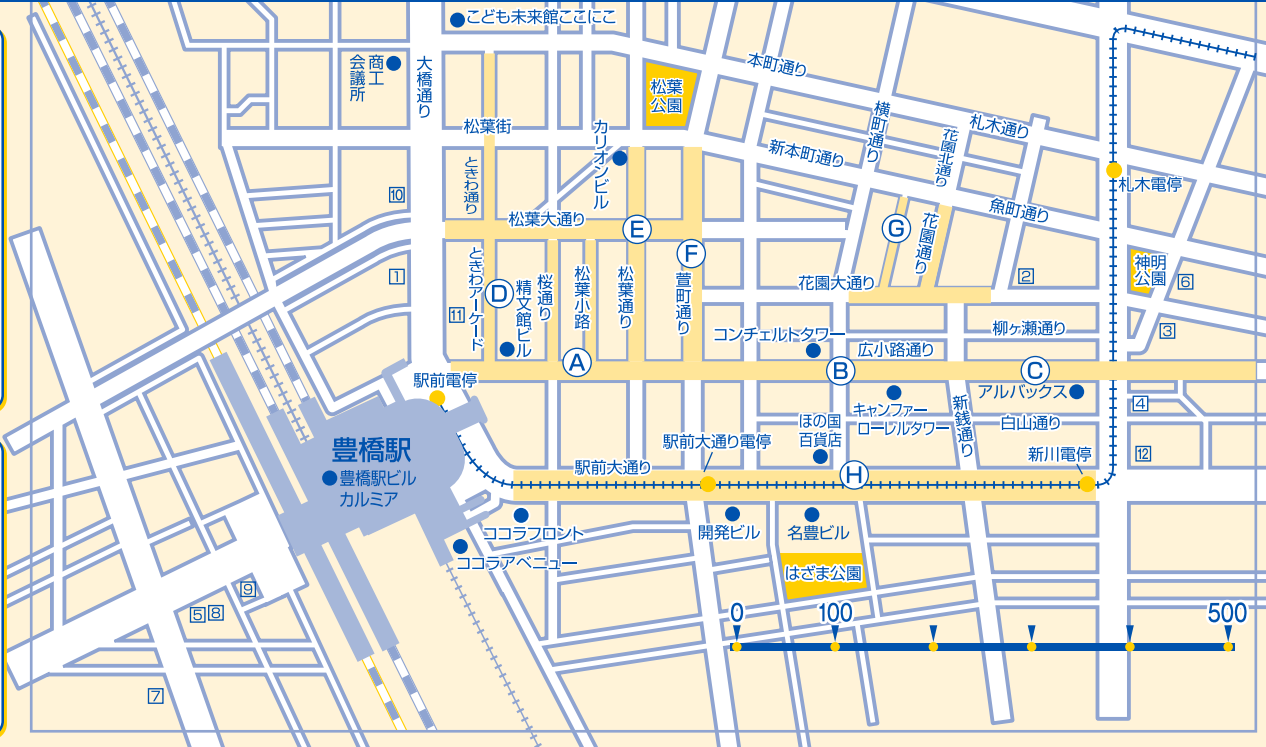 こども未来館ここにこ
商工
会議所
大橋通り
松葉公園
本町通り
松葉街
カリオンビル
横町通り
札木通り
花園北通り
新本町通り
ときわ通り
札木電停
10
松葉大通り
魚町通り
E
G
F
花園通り
1
ときわアーケード
D
精文館ビル
桜通り
松葉小路
松葉通り
萱町通り
花園大通り
2
神明公園
6
11
コンチェルトタワー
柳ヶ瀬通り
3
広小路通り
A
B
C
駅前電停
アルバックス
キャンファー
ローレルタワー
新銭通り
4
ほの国
百貨店
白山通り
豊橋駅
豊橋駅ビル
カルミア
駅前大通り
駅前大通り電停
H
新川電停
12
ココラフロント
開発ビル
名豊ビル
ココラアベニュー
はざま公園
9
5
8
7
0
100
500